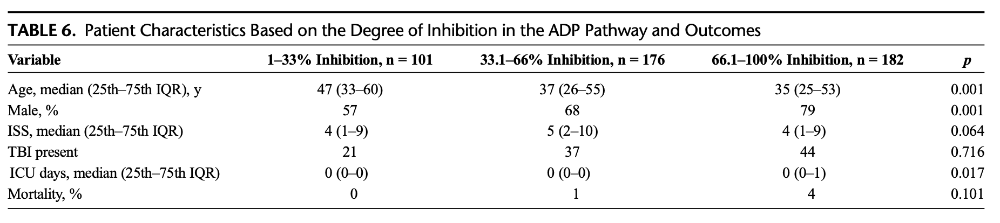 TABLE 6. Patient Characteristics Based on the Degree of Inhibition in the ADP Pathway and Outcomes
Variable 1–33% Inhibition, n = 101 33.1–66% Inhibition, n = 176 66.1–100% Inhibition, n = 182 p
Age, median (25th–75th IQR), y 47 (33–60) 37 (26–55) 35 (25–53) 0.001
Male, % 57 68 79 0.001
ISS, median (25th–75th IQR) 4 (1–9) 5 (2–10) 4 (1–9) 0.064
TBI present 21 37 44 0.716
ICU days, median (25th–75th IQR) 0 (0–0) 0 (0–0) 0 (0–1) 0.017
Mortality, % 0 1 4 0.101